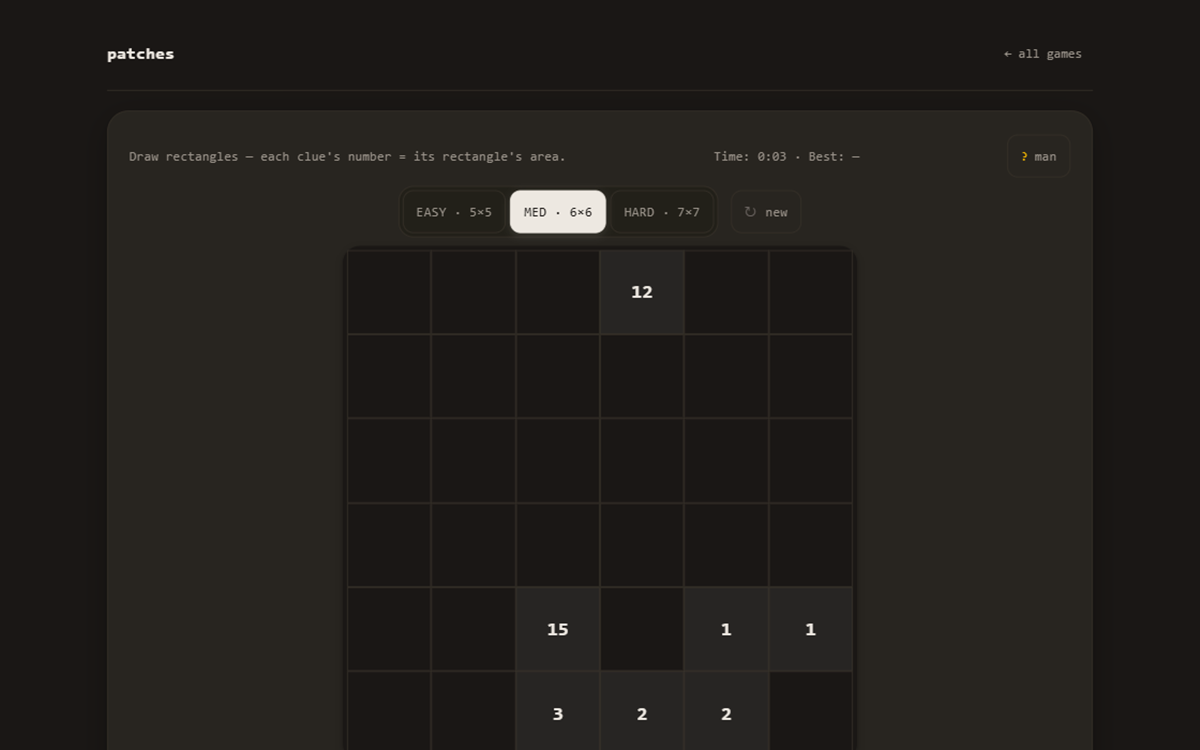 patches
← all games
Draw rectangles — each clue's number = its rectangle's area.
Time: 0:03 · Best: —
? man
EASY · 5×5
MED · 6×6
HARD · 7×7
↻ new
12
15 1 1
3 2 2